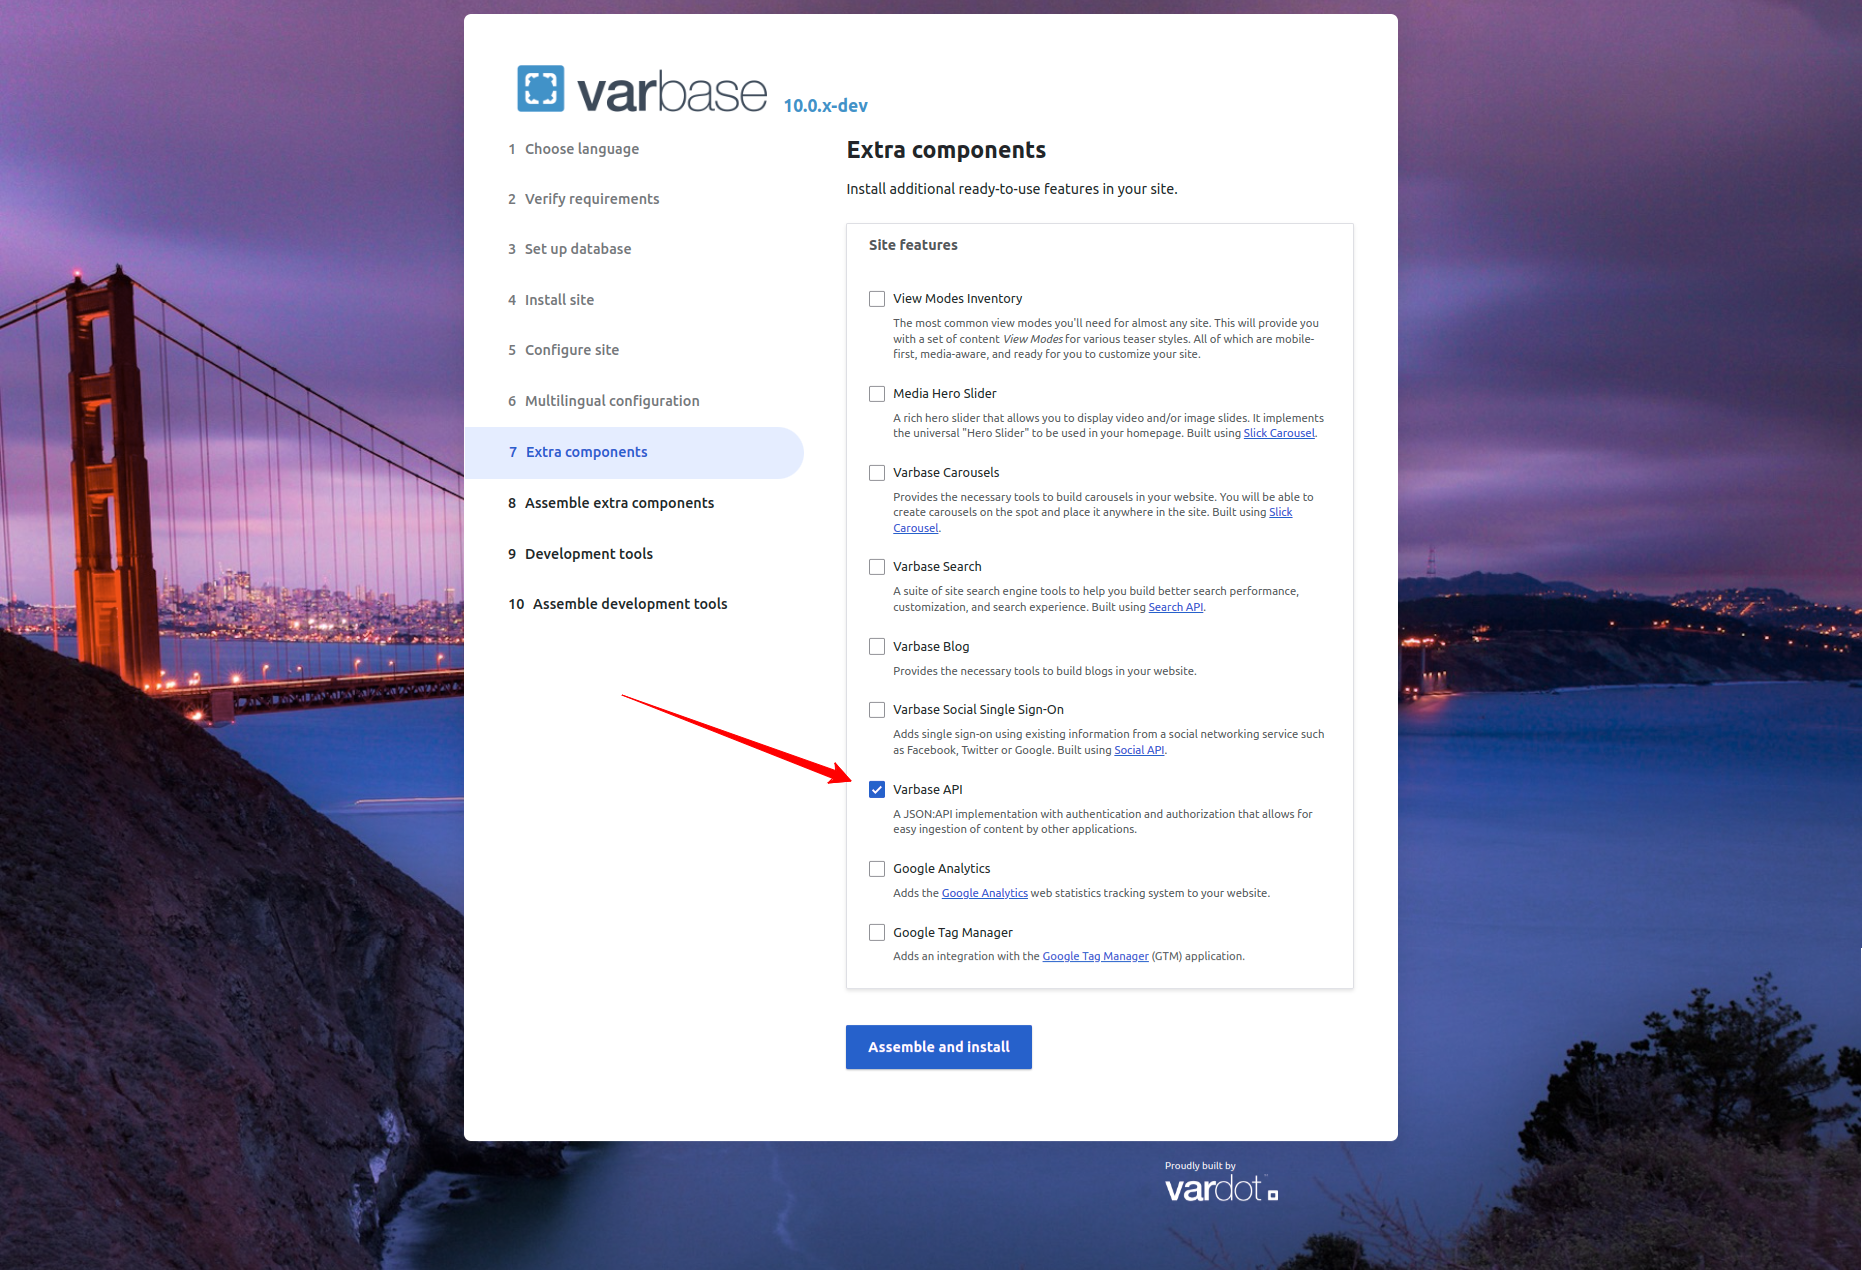 varbase 10.0.x-dev
1 Choose language
2 Verify requirements
3 Set up database
4 Install site
5 Configure site
6 Multilingual configuration
7 Extra components
8 Assemble extra components
9 Development tools
10 Assemble development tools
Extra components
Install additional ready-to-use features in your site.
Site features
View Modes Inventory
The most common view modes you'll need for almost any site. This will provide you
with a set of content View Modes for various teaser styles. All of which are mobile-
first, media-aware, and ready for you to customize your site.
Media Hero Slider
A rich hero slider that allows you to display video and/or image slides. It implements
the universal "Hero Slider" to be used in your homepage. Built using Slick Carousel.
Varbase Carousels
Provides the necessary tools to build carousels in your website. You will be able to
create carousels on the spot and place it anywhere in the site. Built using Slick
Carousel.
Varbase Search
A suite of site search engine tools to help you build better search performance,
customization, and search experience. Built using Search API.
Varbase Blog
Provides the necessary tools to build blogs in your website.
Varbase Social Single Sign-On
Adds single sign-on using existing information from a social networking service such
as Facebook, Twitter or Google. Built using Social API.
Varbase API
A JSON:API implementation with authentication and authorization that allows for
easy ingestion of content by other applications.
Google Analytics
Adds the Google Analytics web statistics tracking system to your website.
Google Tag Manager
Adds an integration with the Google Tag Manager (GTM) application.
Assemble and install
Proudly built by
vardot